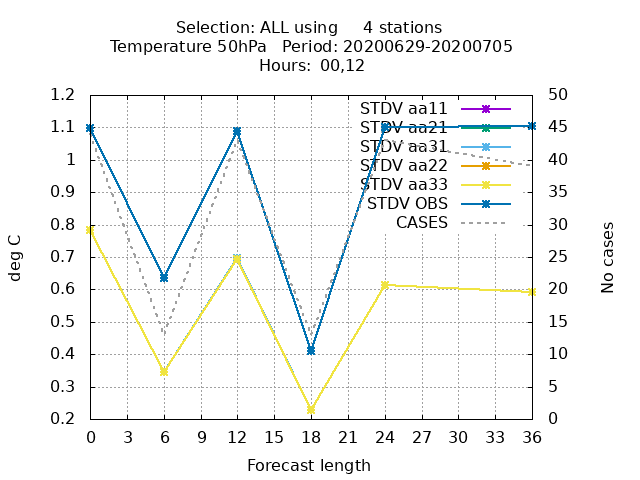 Selection: ALL using     4 stations
Temperature 50hPa   Period: 20200629-20200705
Hours: 00,12
STDV aa11
STDV aa21
STDV aa31
STDV aa22
STDV aa33
STDV OBS
CASES
1.2
1.1
1
0.9
0.8
0.7
0.6
0.5
0.4
0.3
0.2
deg C
50
45
40
35
30
25
20
15
10
5
0
No cases
0 3 6 9 12 15 18 21 24 27 30 33 36
Forecast length